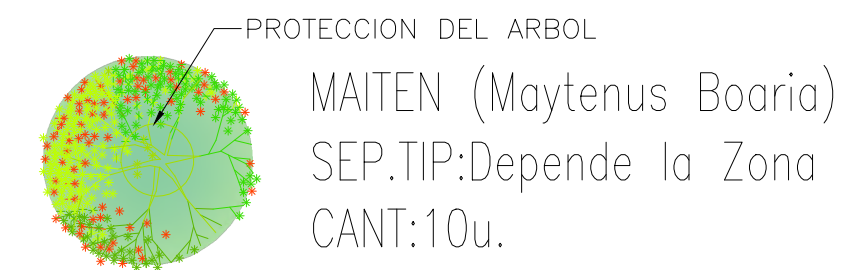 PROTECCION DEL ARBOL
MAITEN (Maytenus Boaria)
SEP.TIP:Depende la Zona
CANT:10u.